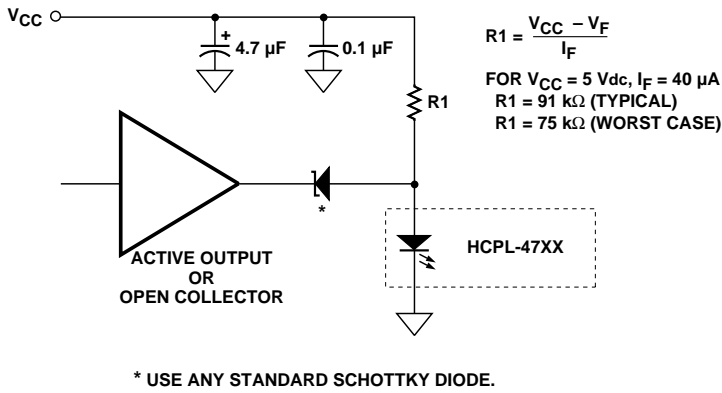 VCC
+
4.7 µF
0.1 µF
R1
R1 = VCC – VF
IF
FOR VCC = 5 Vdc, IF = 40 µA
R1 = 91 kΩ (TYPICAL)
R1 = 75 kΩ (WORST CASE)
*
HCPL-47XX
ACTIVE OUTPUT
OR
OPEN COLLECTOR
* USE ANY STANDARD SCHOTTKY DIODE.